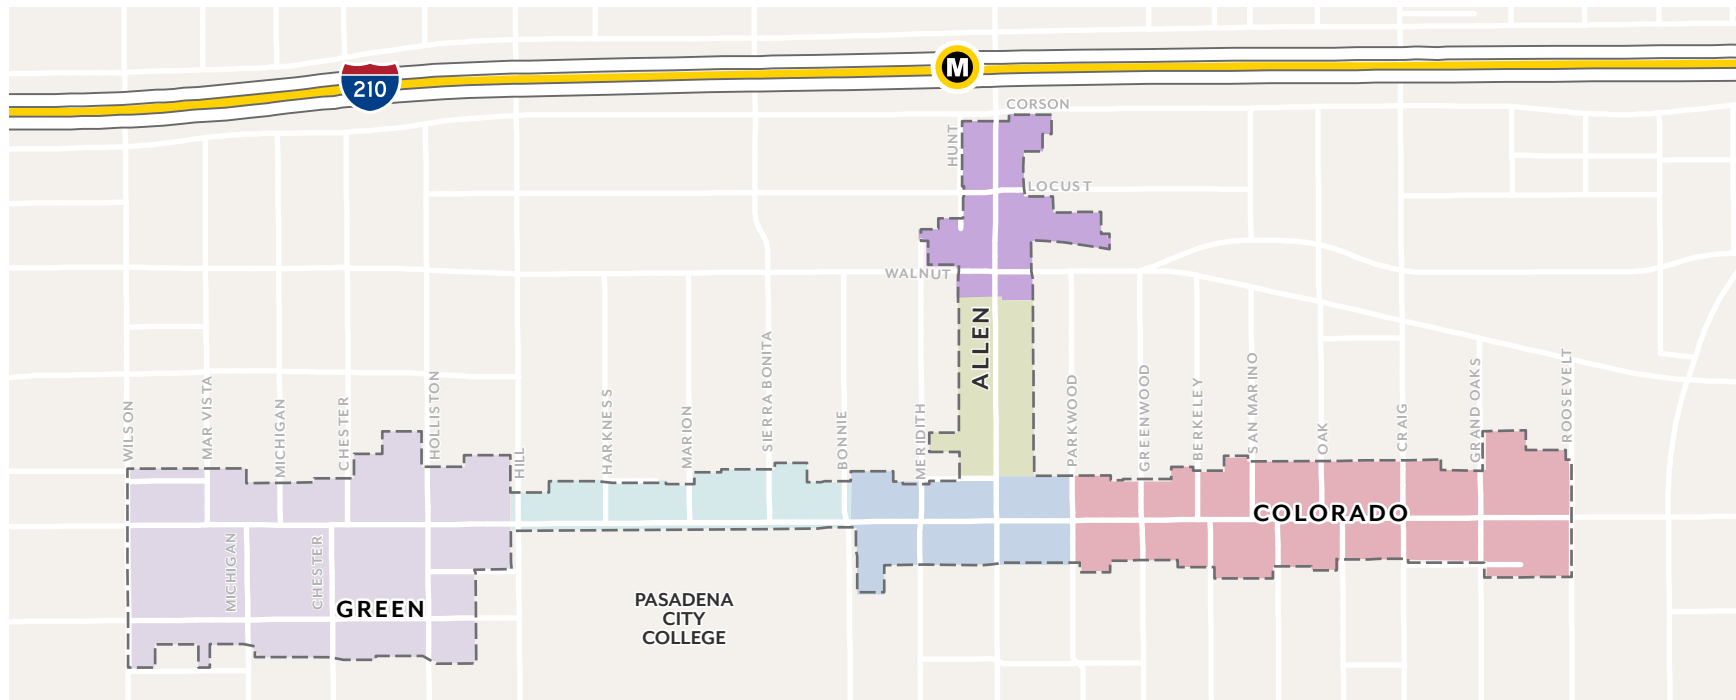 M
210
CORSON
HUNT
LOCUST
WALNUT
ALLEN
WILSON
MAR VISTA
MICHIGAN
CHESTER
HOLLISTON
HILL
HARKNESS
MARION
SIERRA BONITA
BONNIE
MERIDITH
PARKWOOD
GREENWOOD
BERKELEY
SAN MARINO
OAK
CRAIG
GRAND OAKS
ROOSEVELT
COLORADO
MICHIGAN
CHESTER
GREEN
PASADENA
CITY
COLLEGE